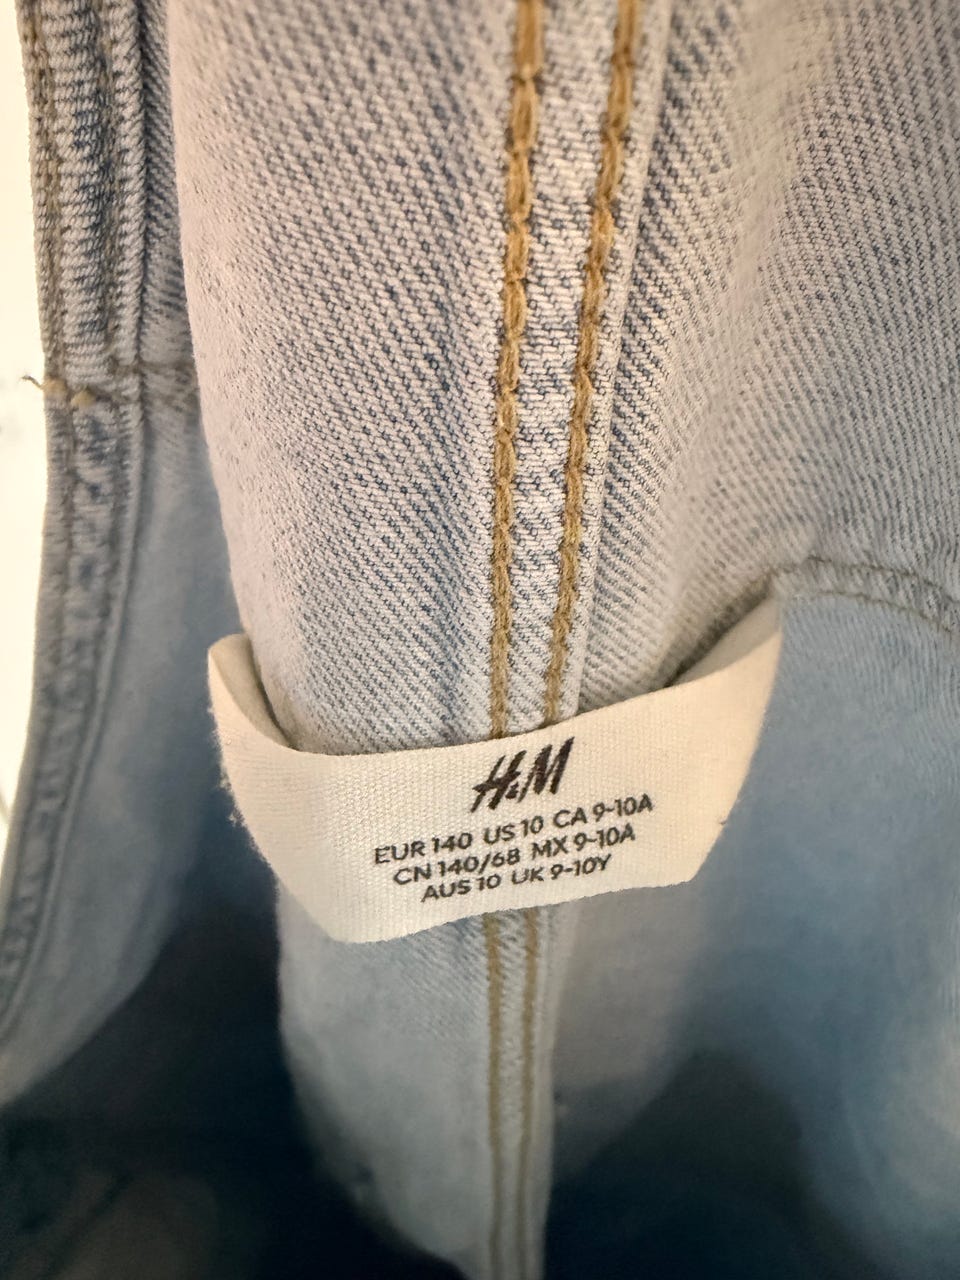 H&M
EUR 140 US 10 CA 9-10A
CN 140/68 MX 9-10A
AUS 10 UK 9-10Y